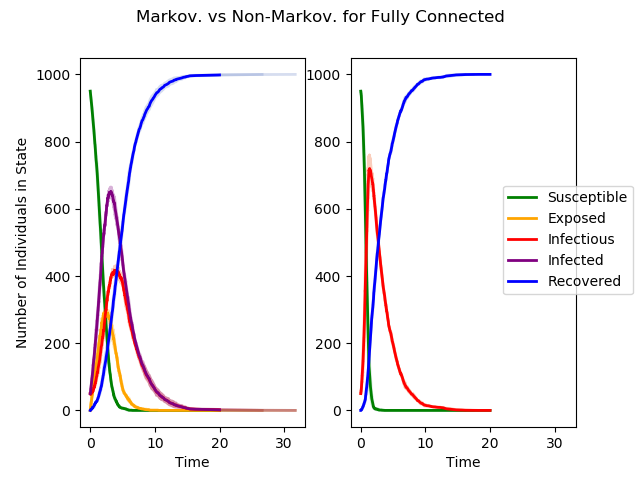 Markov. vs Non-Markov. for Fully Connected
Number of Individuals in State
1000
800
600
400
200
0
0
10
20
30
Time
1000
800
600
400
200
0
0
10
20
30
Time
Susceptible
Exposed
Infectious
Infected
Recovered